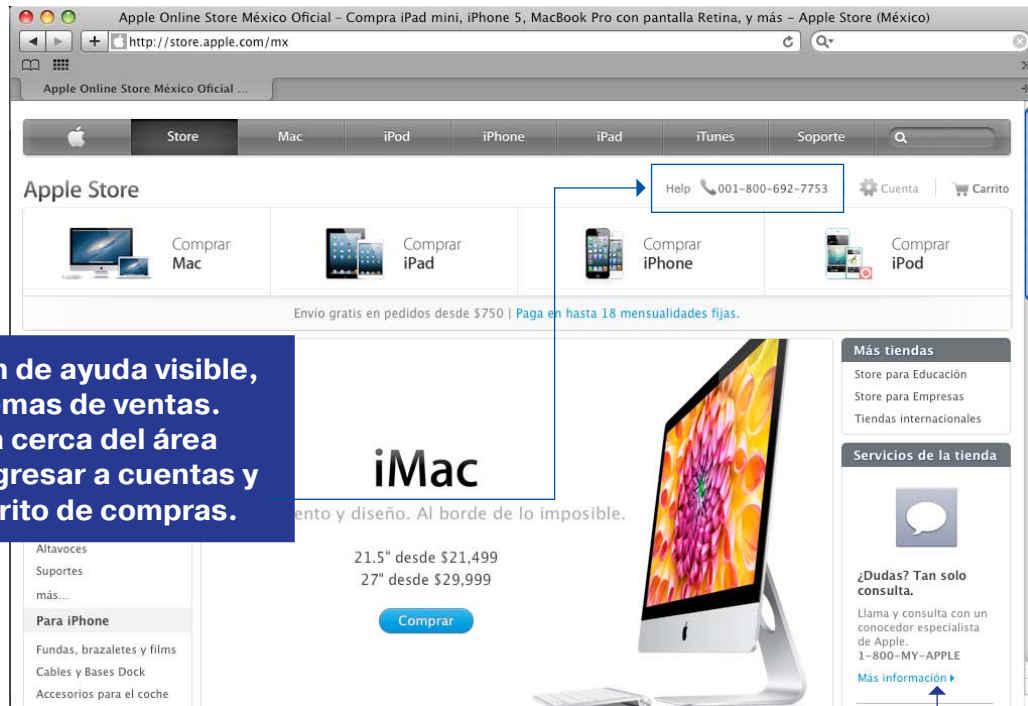 Apple Online Store México Oficial – Compra iPad mini, iPhone 5, MacBook Pro con pantalla Retina, y más – Apple Store (México)
http://store.apple.com/mx
Apple Online Store México Oficial ...
Store Mac iPod iPhone iPad iTunes Soporte
Apple Store
Help 001-800-692-7753 Cuenta Carrito
Comprar
Mac
Comprar
iPad
Comprar
iPhone
Comprar
iPod
Envío gratis en pedidos desde $750 | Paga en hasta 18 mensualidades fijas.
de ayuda visible,
de ventas.
cerca del área
a cuentas y
de compras.
Altavoces
Suportes
más...
Para iPhone
Fundas, brazaletes y films
Cables y Bases Dock
Accesorios para el coche
iMac
y diseño. Al borde de lo imposible.
21.5" desde $21,499
27" desde $29,999
Comprar
Más tiendas
Store para Educación
Store para Empresas
Tiendas internacionales
Servicios de la tienda
¿Dudas? Tan solo
consulta.
Llama y consulta con un
conocedor especialista
de Apple.
1-800-MY-APPLE
Más información